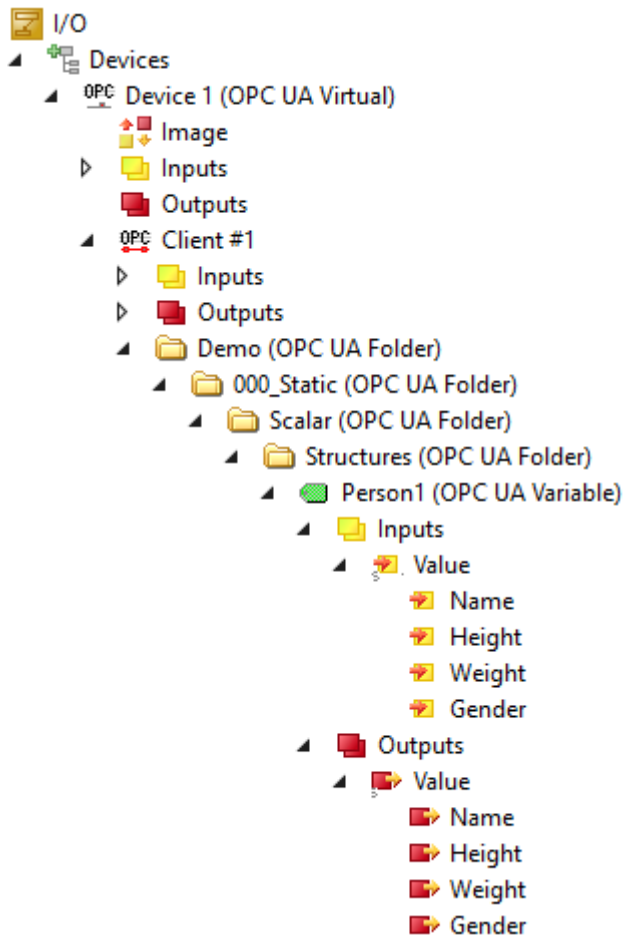 I/O
Devices
OPC Device 1 (OPC UA Virtual)
Image
Inputs
Outputs
OPC Client #1
Inputs
Outputs
Demo (OPC UA Folder)
000_Static (OPC UA Folder)
Scalar (OPC UA Folder)
Structures (OPC UA Folder)
Person1 (OPC UA Variable)
Inputs
S Value
Name
Height
Weight
Gender
Outputs
S Value
Name
Height
Weight
Gender